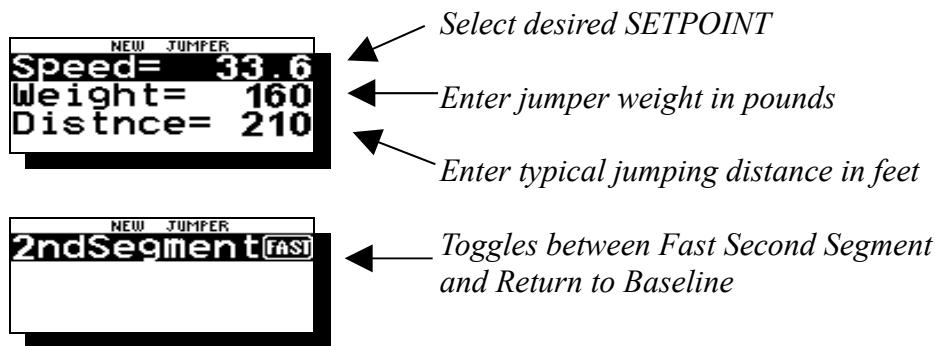 NEW JUMPER
Speed= 33.6
Weight= 160
Distnce= 210
Select desired SETPOINT
Enter jumper weight in pounds
Enter typical jumping distance in feet
NEW JUMPER
2ndSegment FAST
Toggles between Fast Second Segment
and Return to Baseline